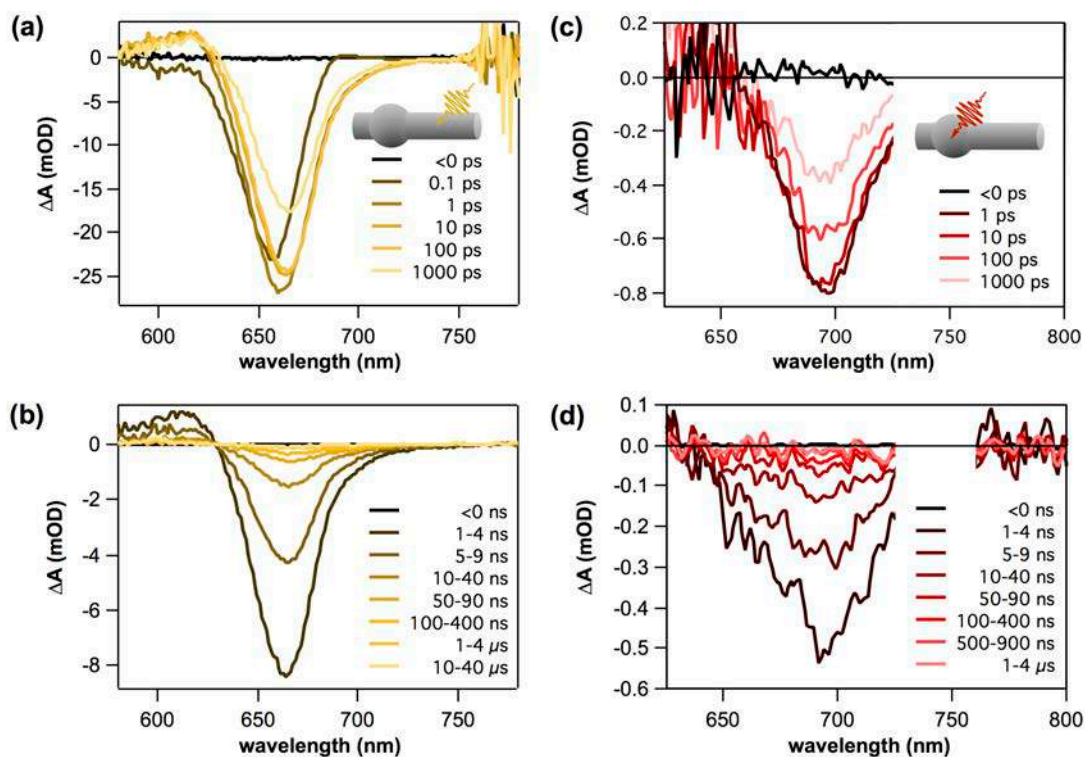 (a)
0
-5
-10
-15
-20
-25
ΔA (mOD)
<0 ps
0.1 ps
1 ps
10 ps
100 ps
1000 ps
600
650
700
750
wavelength (nm)
(c)
0.2
0.0
-0.2
-0.4
-0.6
-0.8
ΔA (mOD)
<0 ps
1 ps
10 ps
100 ps
1000 ps
650
700
750
800
wavelength (nm)
(b)
0
-2
-4
-6
-8
ΔA (mOD)
<0 ns
1-4 ns
5-9 ns
10-40 ns
50-90 ns
100-400 ns
1-4 µs
10-40 µs
600
650
700
750
wavelength (nm)
(d)
0.1
0.0
-0.1
-0.2
-0.3
-0.4
-0.5
-0.6
ΔA (mOD)
<0 ns
1-4 ns
5-9 ns
10-40 ns
50-90 ns
100-400 ns
500-900 ns
1-4 µs
650
700
750
800
wavelength (nm)